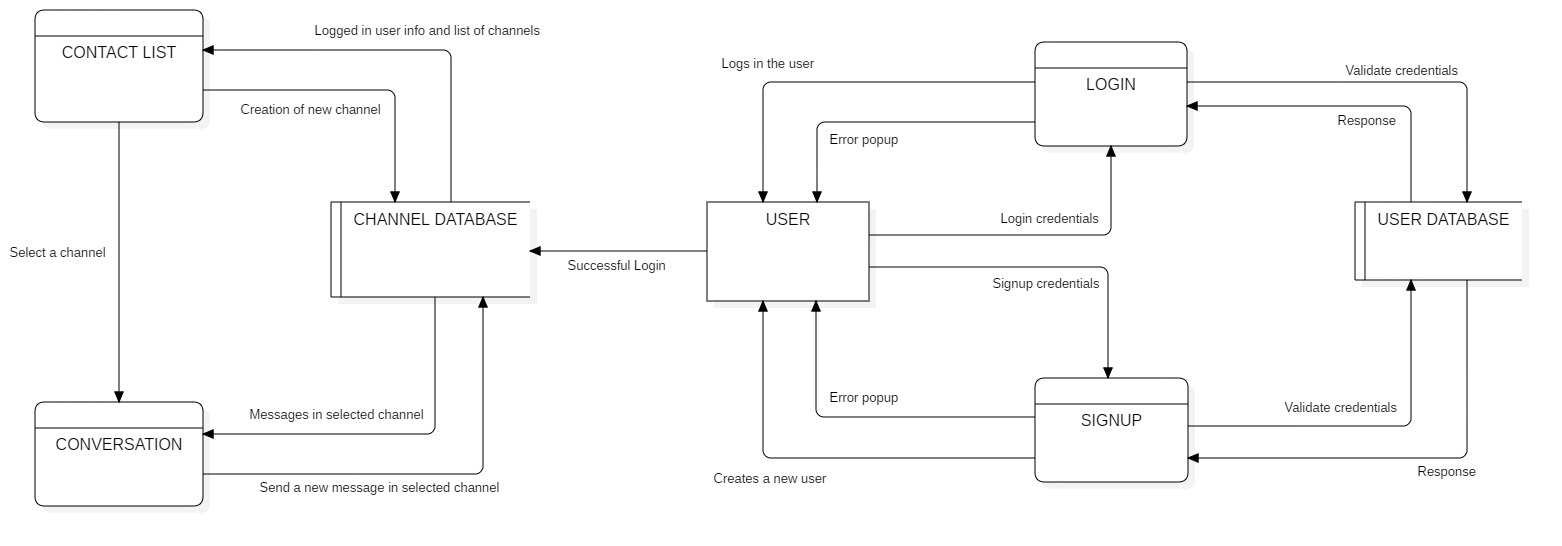 Logged in user info and list of channels
CONTACT LIST
Creation of new channel
Select a channel
CHANNEL DATABASE
Successful Login
Messages in selected channel
CONVERSATION
Send a new message in selected channel
Logs in the user
LOGIN
Validate credentials
Error popup
Response
USER
Login credentials
USER DATABASE
Signup credentials
Error popup
SIGNUP
Validate credentials
Creates a new user
Response